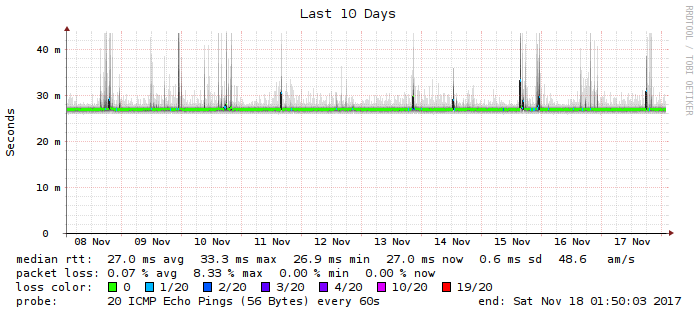 Last 10 Days
RRDTOOL / TOBI OETIKER
Seconds
40 m
30 m
20 m
10 m
0
08 Nov 09 Nov 10 Nov 11 Nov 12 Nov 13 Nov 14 Nov 15 Nov 16 Nov 17 Nov
median rtt: 27.0 ms avg 33.3 ms max 26.9 ms min 27.0 ms now 0.6 ms sd 48.6 am/s
packet loss: 0.07 % avg 8.33 % max 0.00 % min 0.00 % now
loss color: 0 1/20 2/20 3/20 4/20 10/20 19/20
probe: 20 ICMP Echo Pings (56 Bytes) every 60s end: Sat Nov 18 01:50:03 2017